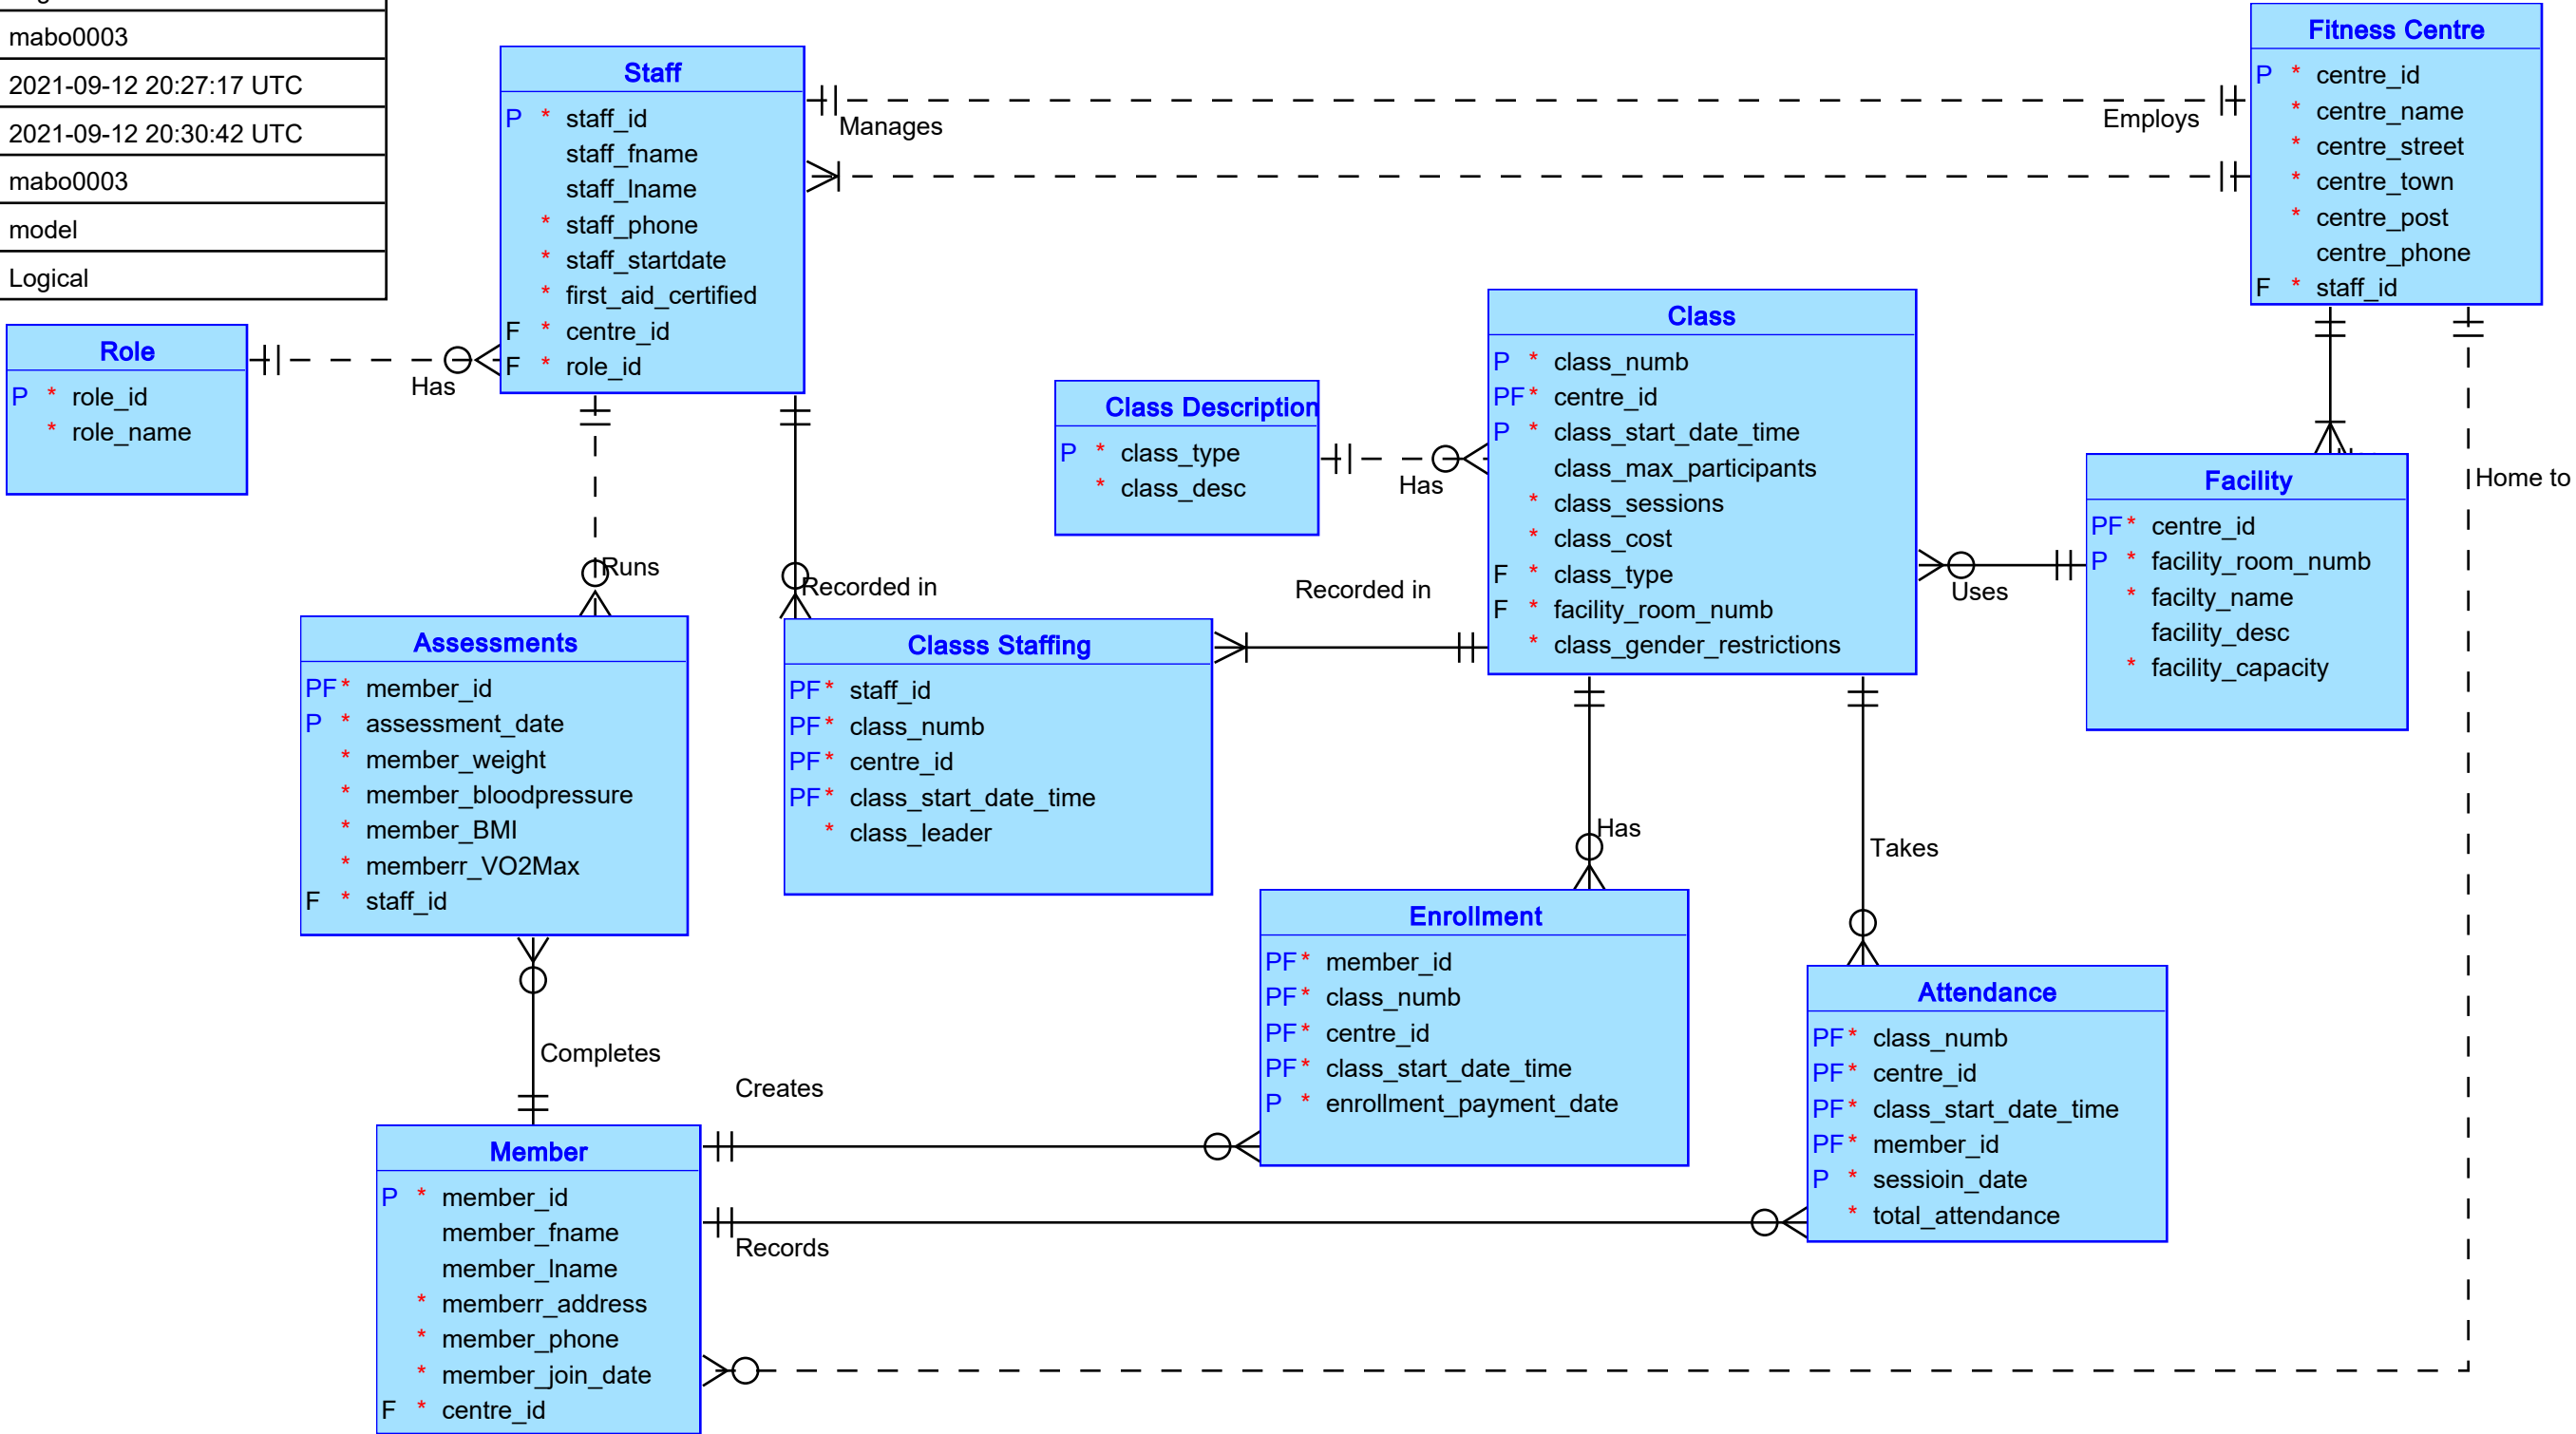 mabo0003
2021-09-12 20:27:17 UTC
2021-09-12 20:30:42 UTC
mabo0003
model
Logical
Staff
P * staff_id
staff_fname
staff_lname
* staff_phone
* staff_startdate
* first_aid_certified
F * centre_id
F * role_id
Manages
Employs
Fitness Centre
P * centre_id
* centre_name
* centre_street
* centre_town
* centre_post
centre_phone
F * staff_id
Role
P * role_id
* role_name
Has
Class Description
P * class_type
* class_desc
Has
Class
P * class_numb
PF * centre_id
P * class_start_date_time
class_max_participants
* class_sessions
* class_cost
F * class_type
F * facility_room_numb
* class_gender_restrictions
Home to
Facility
PF * centre_id
P * facility_room_numb
* facilty_name
facility_desc
* facility_capacity
Uses
Runs
Recorded in
Recorded in
Assessments
PF * member_id
P * assessment_date
* member_weight
* member_bloodpressure
* member_BMI
* memberr_VO2Max
F * staff_id
Classs Staffing
PF * staff_id
PF * class_numb
PF * centre_id
PF * class_start_date_time
* class_leader
Has
Takes
Enrollment
PF * member_id
PF * class_numb
PF * centre_id
PF * class_start_date_time
P * enrollment_payment_date
Attendance
PF * class_numb
PF * centre_id
PF * class_start_date_time
PF * member_id
P * sessioin_date
* total_attendance
Completes
Creates
Records
Member
P * member_id
member_fname
member_lname
* memberr_address
* member_phone
* member_join_date
F * centre_id